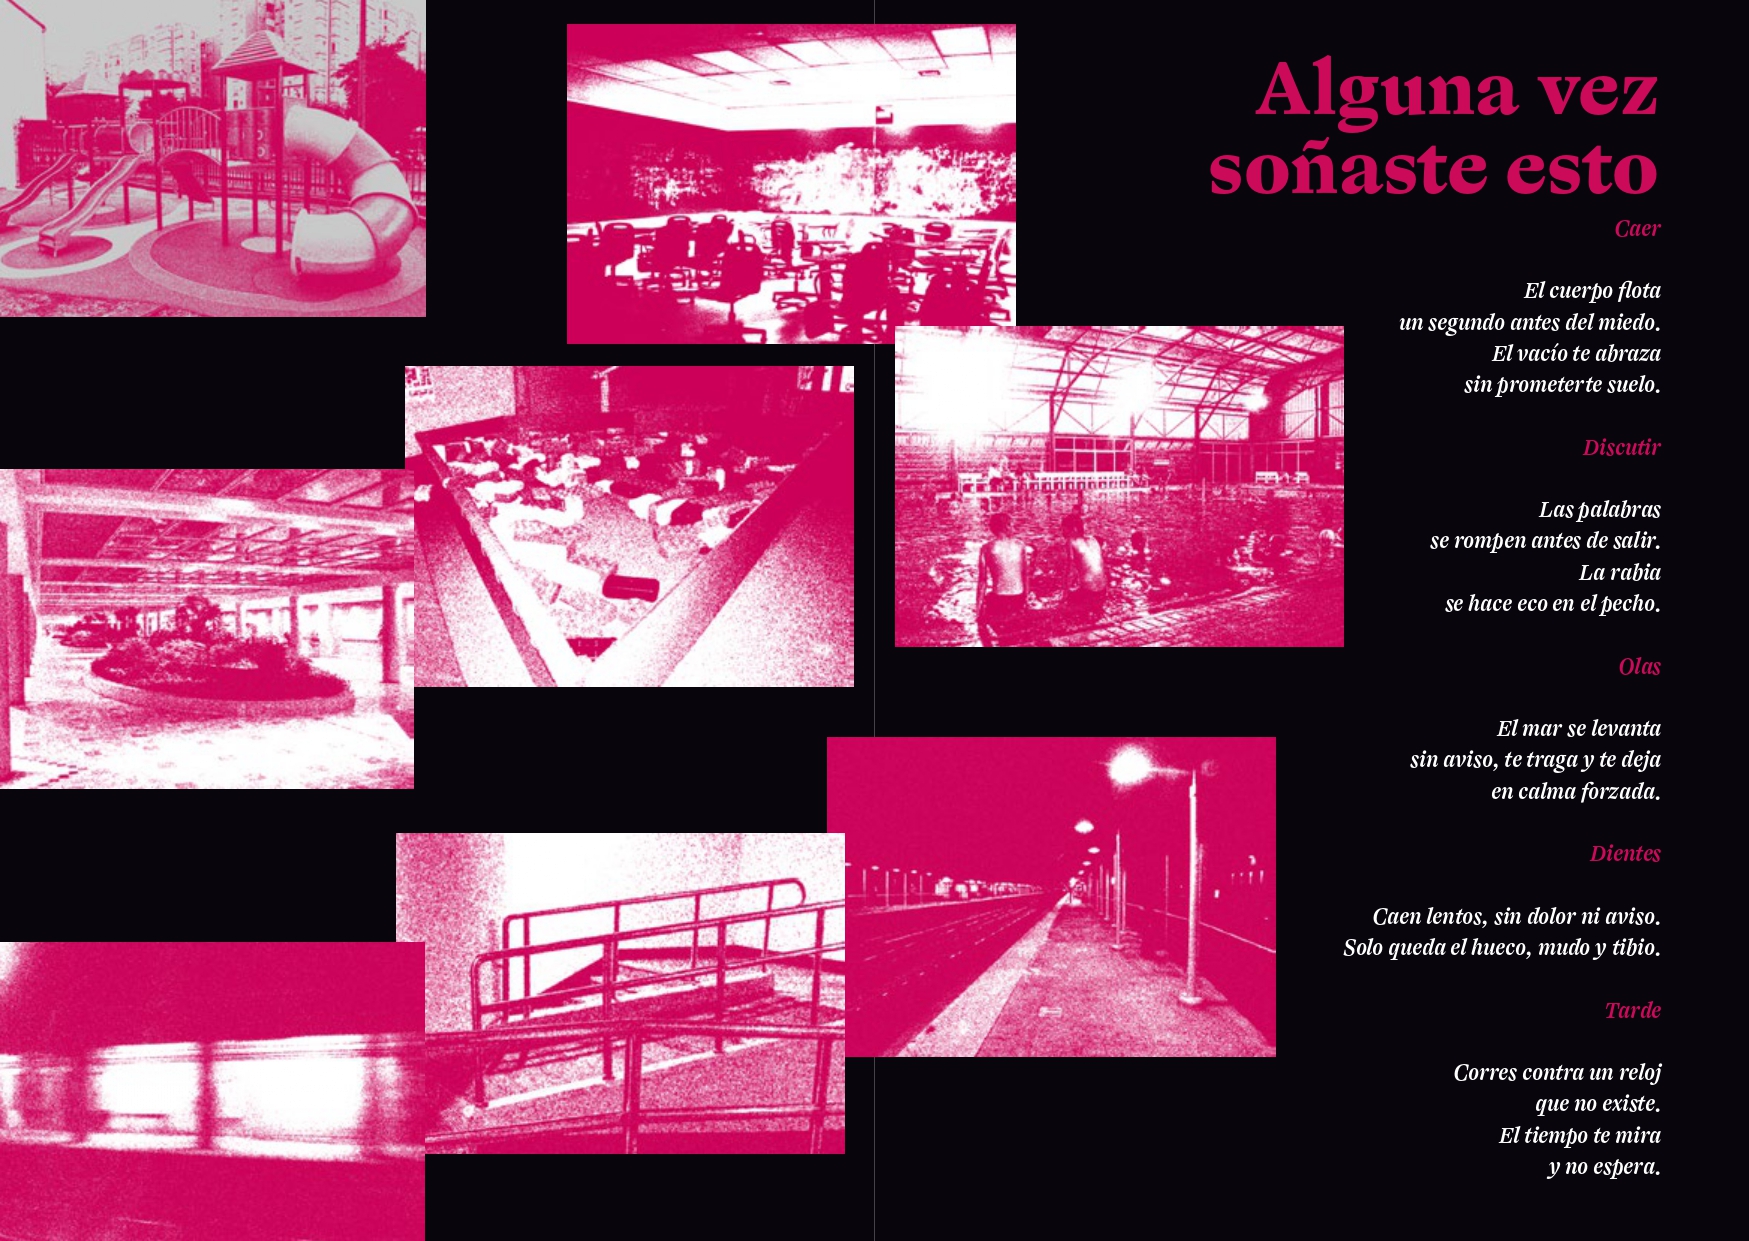 Alguna vez
soñaste esto
Caer
El cuerpo flota
un segundo antes del miedo.
El vacío te abraza
sin prometerte suelo.
Discutir
Las palabras
se rompen antes de salir.
La rabia
se hace eco en el pecho.
Olas
El mar se levanta
sin aviso, te traga y te deja
en calma forzada.
Dientes
Caen lentos, sin dolor ni aviso.
Solo queda el hueco, mudo y tibio.
Tarde
Corres contra un reloj
que no existe.
El tiempo te mira
y no espera.